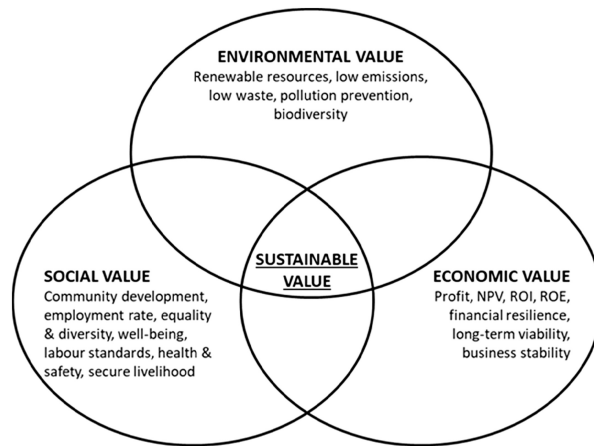 ENVIRONMENTAL VALUE
Renewable resources, low emissions,
low waste, pollution prevention,
biodiversity
SUSTAINABLE
VALUE
SOCIAL VALUE
Community development,
employment rate, equality
& diversity, well-being,
labour standards, health &
safety, secure livelihood
ECONOMIC VALUE
Profit, NPV, ROI, ROE,
financial resilience,
long-term viability,
business stability